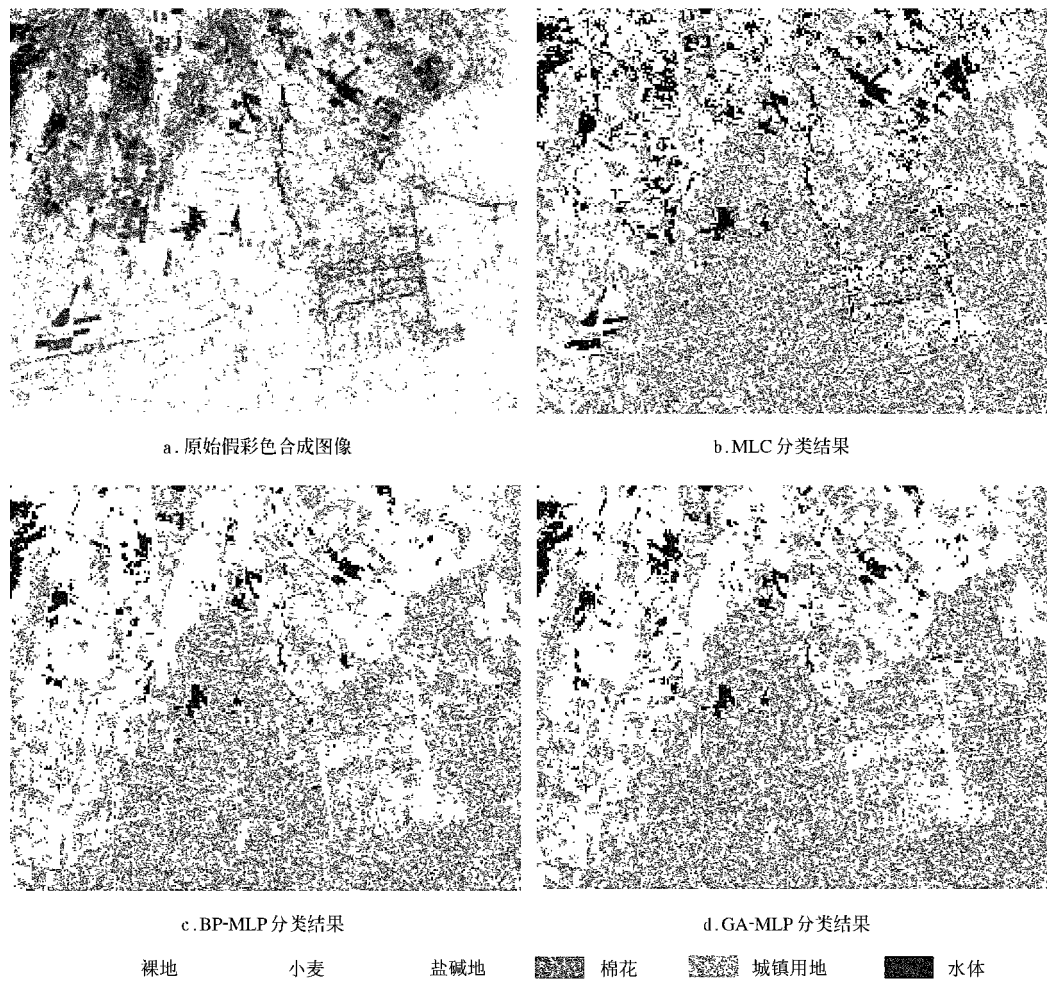 a.原始假彩色合成图像
b.MLC 分类结果
c.BP-MLP 分类结果
d.GA-MLP 分类结果
裸地 小麦 盐碱地 棉花 城镇用地 水体